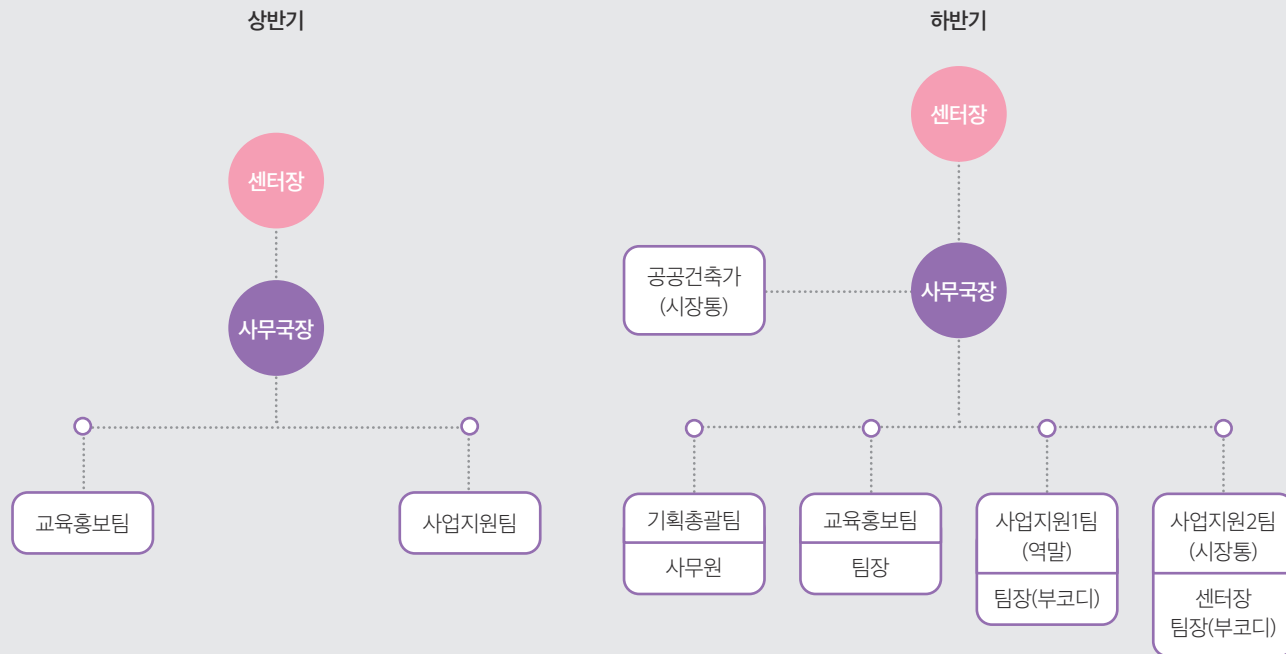 상반기
센터장
사무국장
교육홍보팀
사업지원팀
하반기
센터장
공공건축가
(시장통)
사무국장
기획총괄팀
사무원
교육홍보팀
팀장
사업지원1팀
(역말)
팀장(부코디)
사업지원2팀
(시장통)
센터장
팀장(부코디)